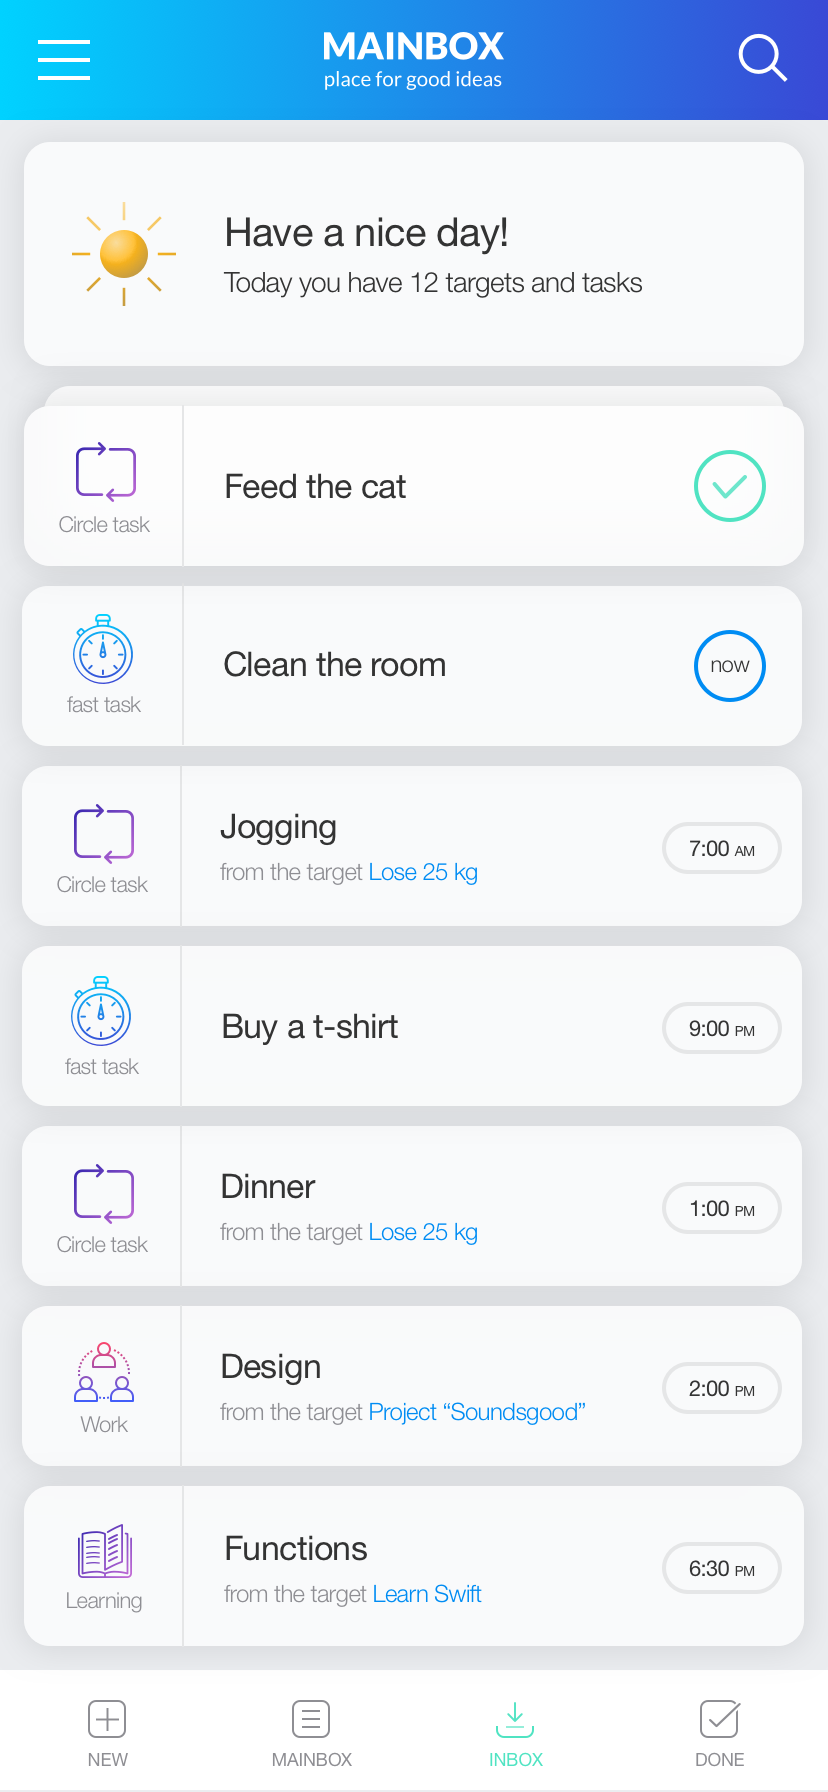 MAINBOX
place for good ideas
Have a nice day!
Today you have 12 targets and tasks
Circle task
Feed the cat
fast task
Clean the room
now
Circle task
Jogging
from the target Lose 25 kg
7:00 AM
fast task
Buy a t-shirt
9:00 PM
Circle task
Dinner
from the target Lose 25 kg
1:00 PM
Work
Design
from the target Project “Soundsgood”
2:00 PM
Learning
Functions
from the target Learn Swift
6:30 PM
NEW
MAINBOX
INBOX
DONE